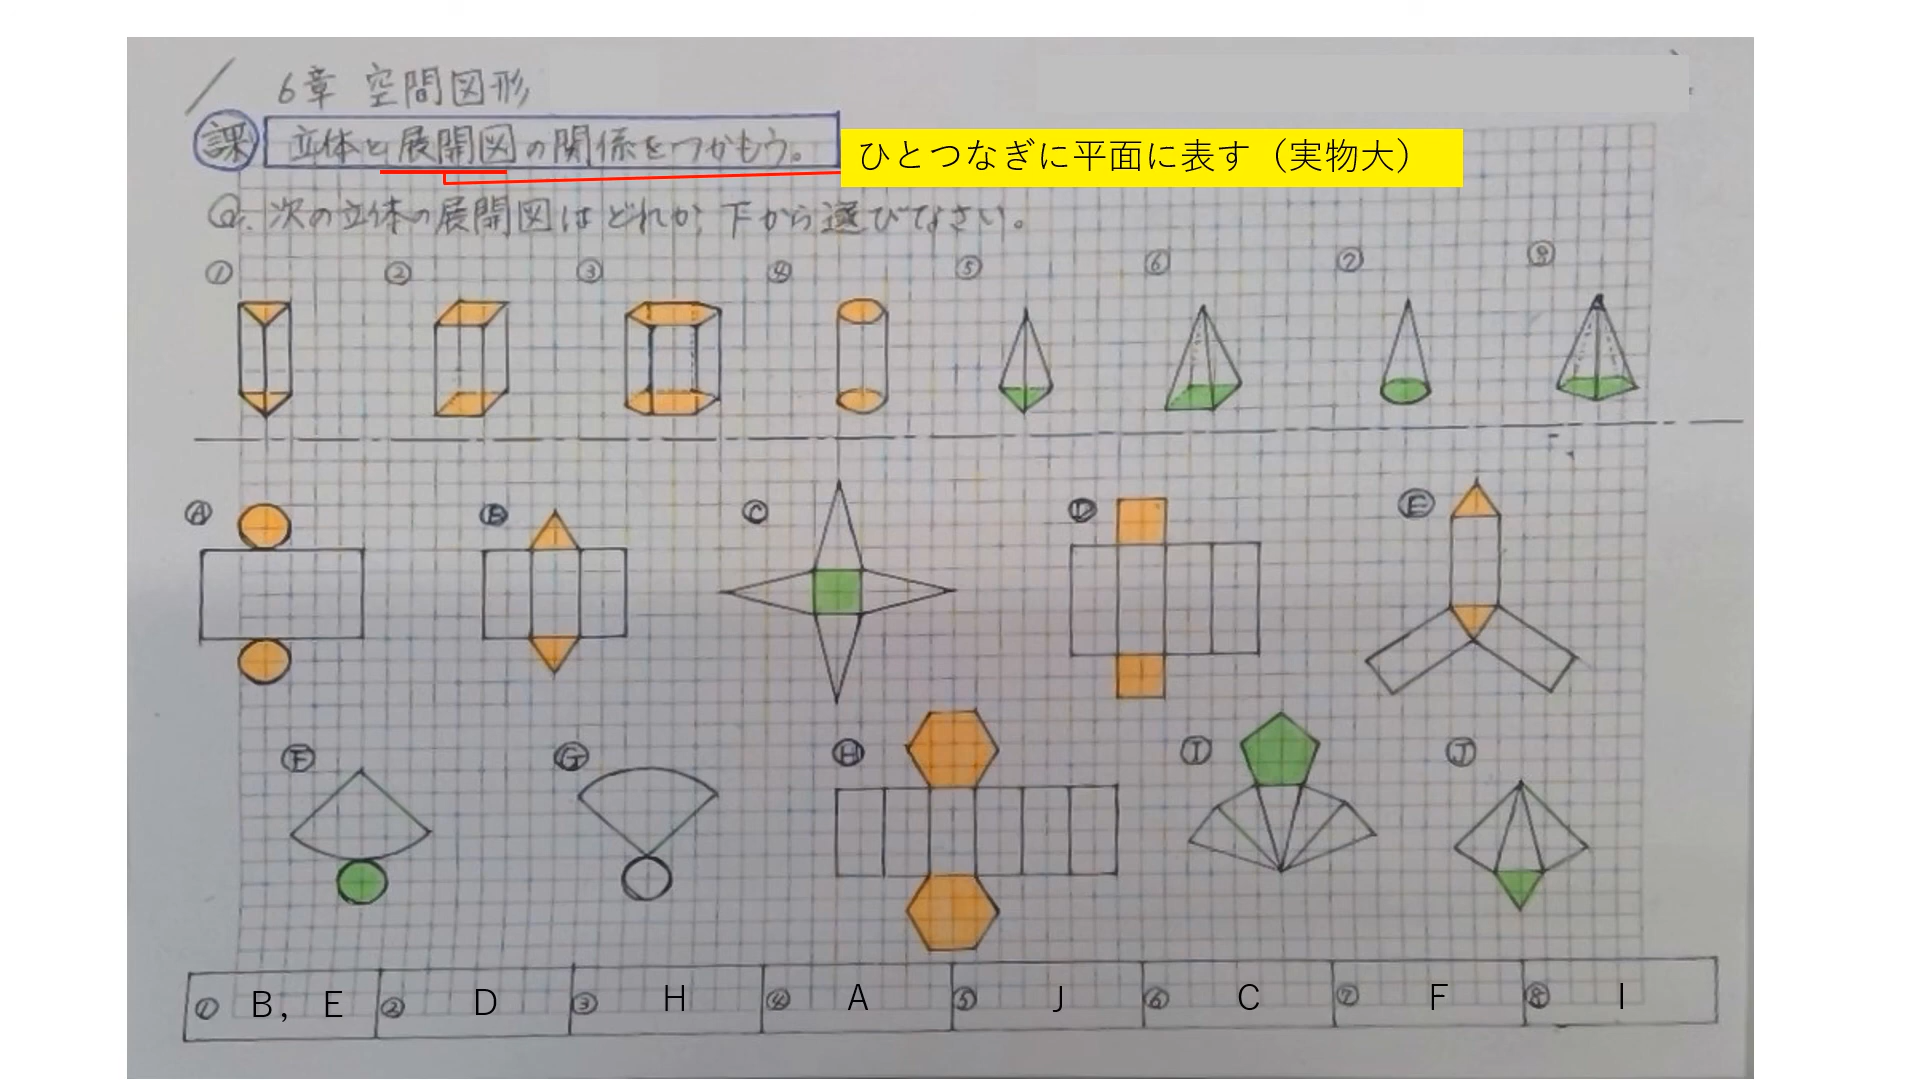 6章 空間図形
課 立体と展開図の関係をつかもう。 ひとつなぎに平面に表す（実物大）
Q. 次の立体の展開図はどれか, 下から選びなさい。
① ② ③ ④ ⑤ ⑥ ⑦ ⑧
Ⓐ Ⓑ Ⓒ Ⓓ Ⓔ
Ⓕ Ⓖ Ⓗ Ⓘ Ⓙ
① B，E ② D ③ H ④ A ⑤ J ⑥ C ⑦ F ⑧ I